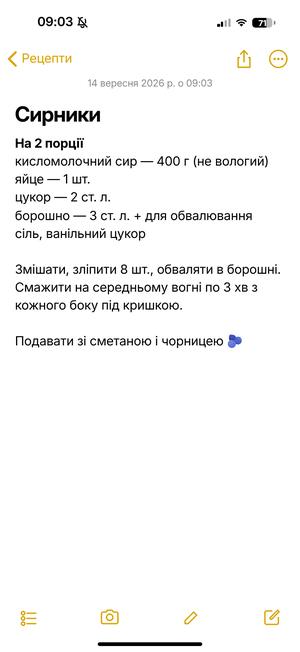 09:03
71
Рецепти
14 вересня 2026 р. о 09:03
Сирники
На 2 порції
кисломолочний сир — 400 г (не вологий)
яйце — 1 шт.
цукор — 2 ст. л.
борошно — 3 ст. л. + для обвалювання
сіль, ванільний цукор
Змішати, зліпити 8 шт., обваляти в борошні.
Смажити на середньому вогні по 3 хв з
кожного боку під кришкою.
Подавати зі сметаною і чорницею 🫐